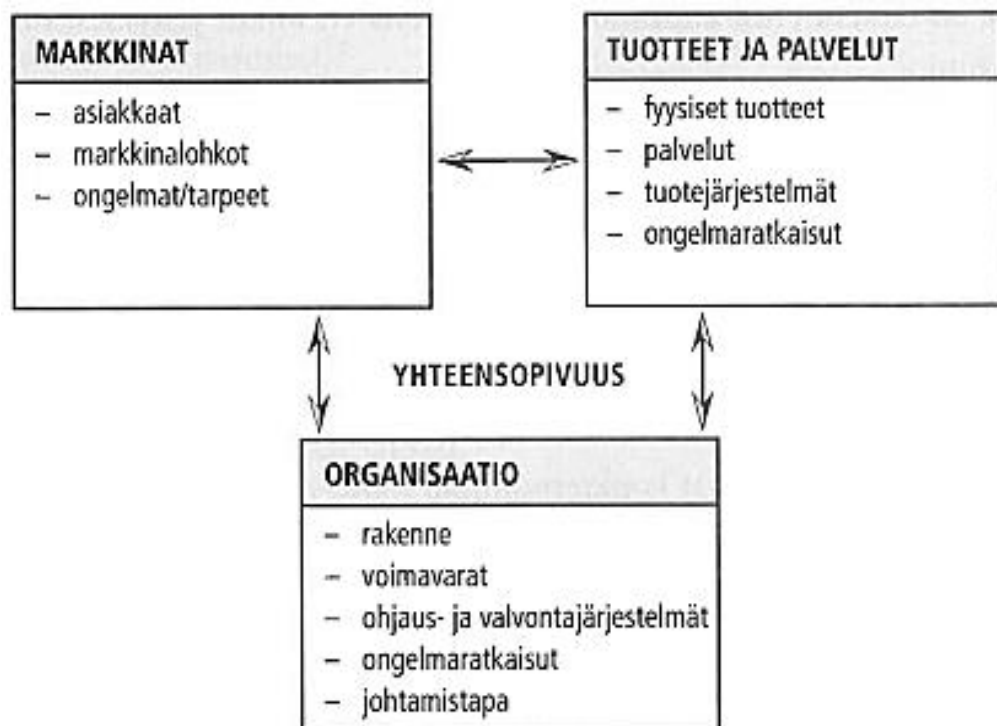 MARKKINAT
– asiakkaat
– markkinalohkot
– ongelmat/tarpeet
TUOTTEET JA PALVELUT
– fyysiset tuotteet
– palvelut
– tuotejärjestelmät
– ongelmaratkaisut
YHTEENSOPIVUUS
ORGANISAATIO
– rakenne
– voimavarat
– ohjaus- ja valvontajärjestelmät
– ongelmaratkaisut
– johtamistapa